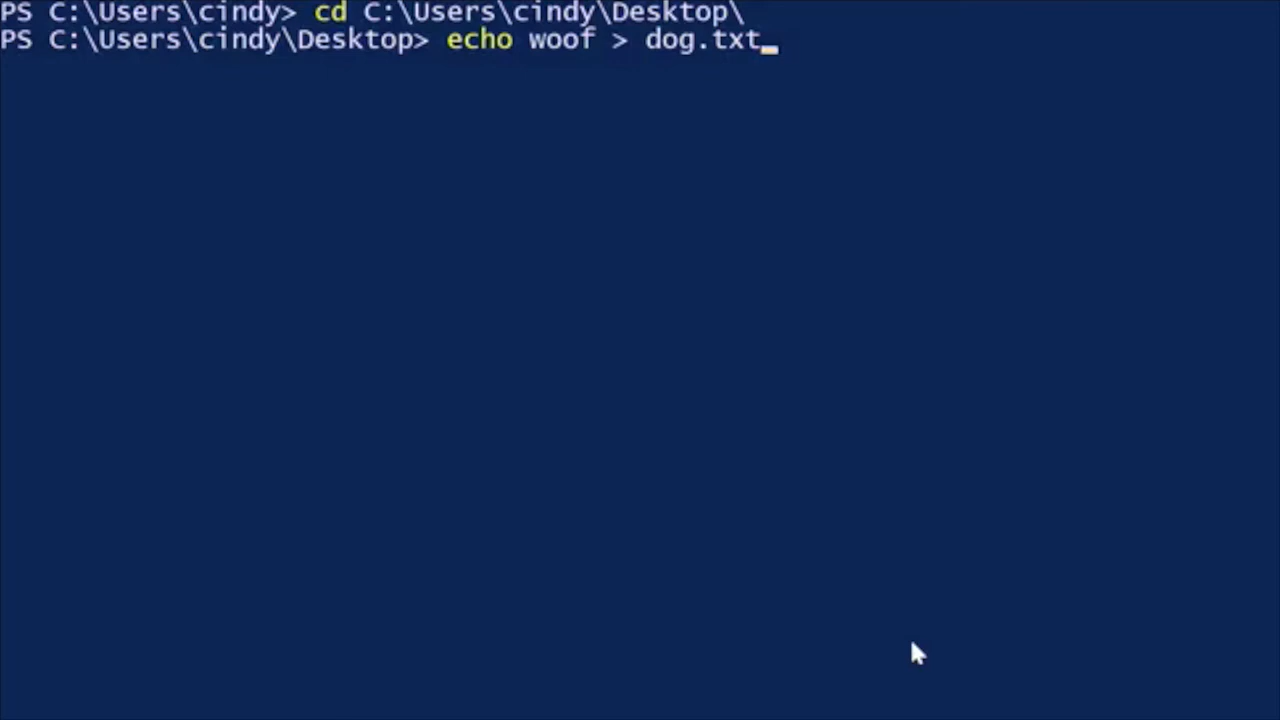 PS C:\Users\cindy> cd C:\Users\cindy\Desktop\
PS C:\Users\cindy\Desktop> echo woof > dog.txt